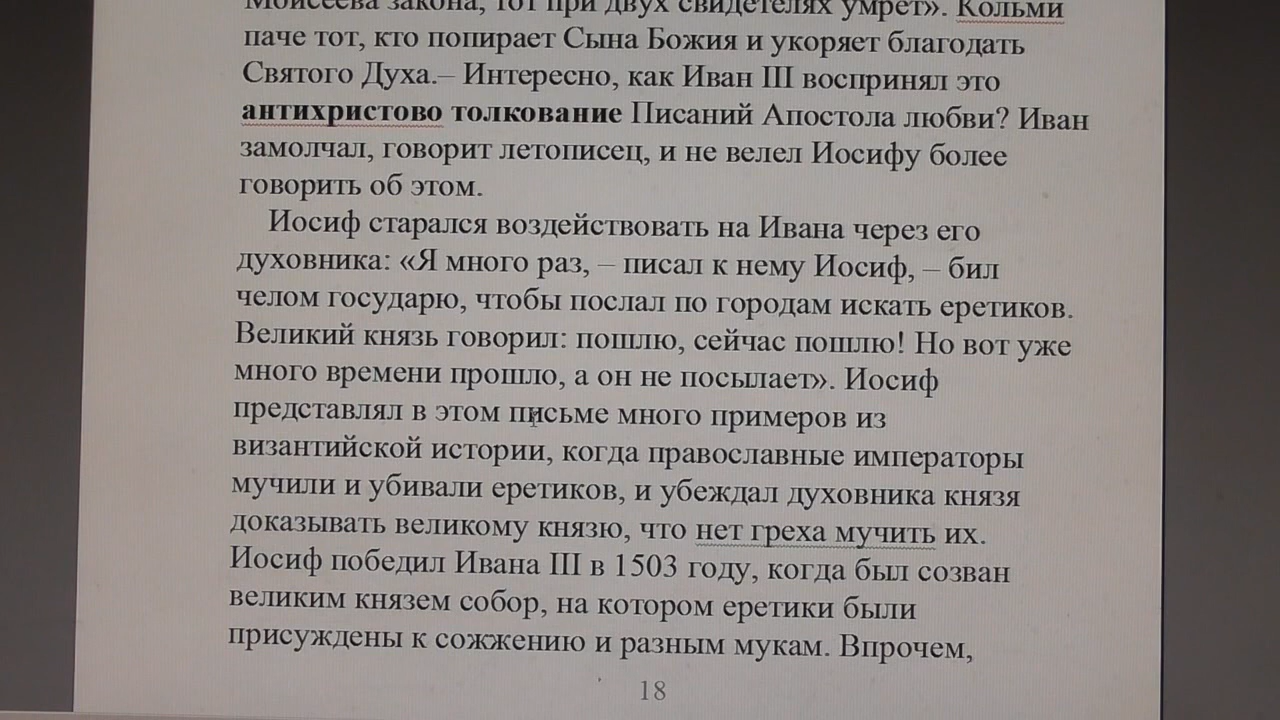 Моисеева закона, тот при двух свидетелях умрет». Кольми
паче тот, кто попирает Сына Божия и укоряет благодать
Святого Духа.– Интересно, как Иван III воспринял это
антихристово толкование Писаний Апостола любви? Иван
замолчал, говорит летописец, и не велел Иосифу более
говорить об этом.
Иосиф старался воздействовать на Ивана через его
духовника: «Я много раз, – писал к нему Иосиф, – бил
челом государю, чтобы послал по городам искать еретиков.
Великий князь говорил: пошлю, сейчас пошлю! Но вот уже
много времени прошло, а он не посылает». Иосиф
представлял в этом письме много примеров из
византийской истории, когда православные императоры
мучили и убивали еретиков, и убеждал духовника князя
доказывать великому князю, что нет греха мучить их.
Иосиф победил Ивана III в 1503 году, когда был созван
великим князем собор, на котором еретики были
присуждены к сожжению и разным мукам. Впрочем,
18